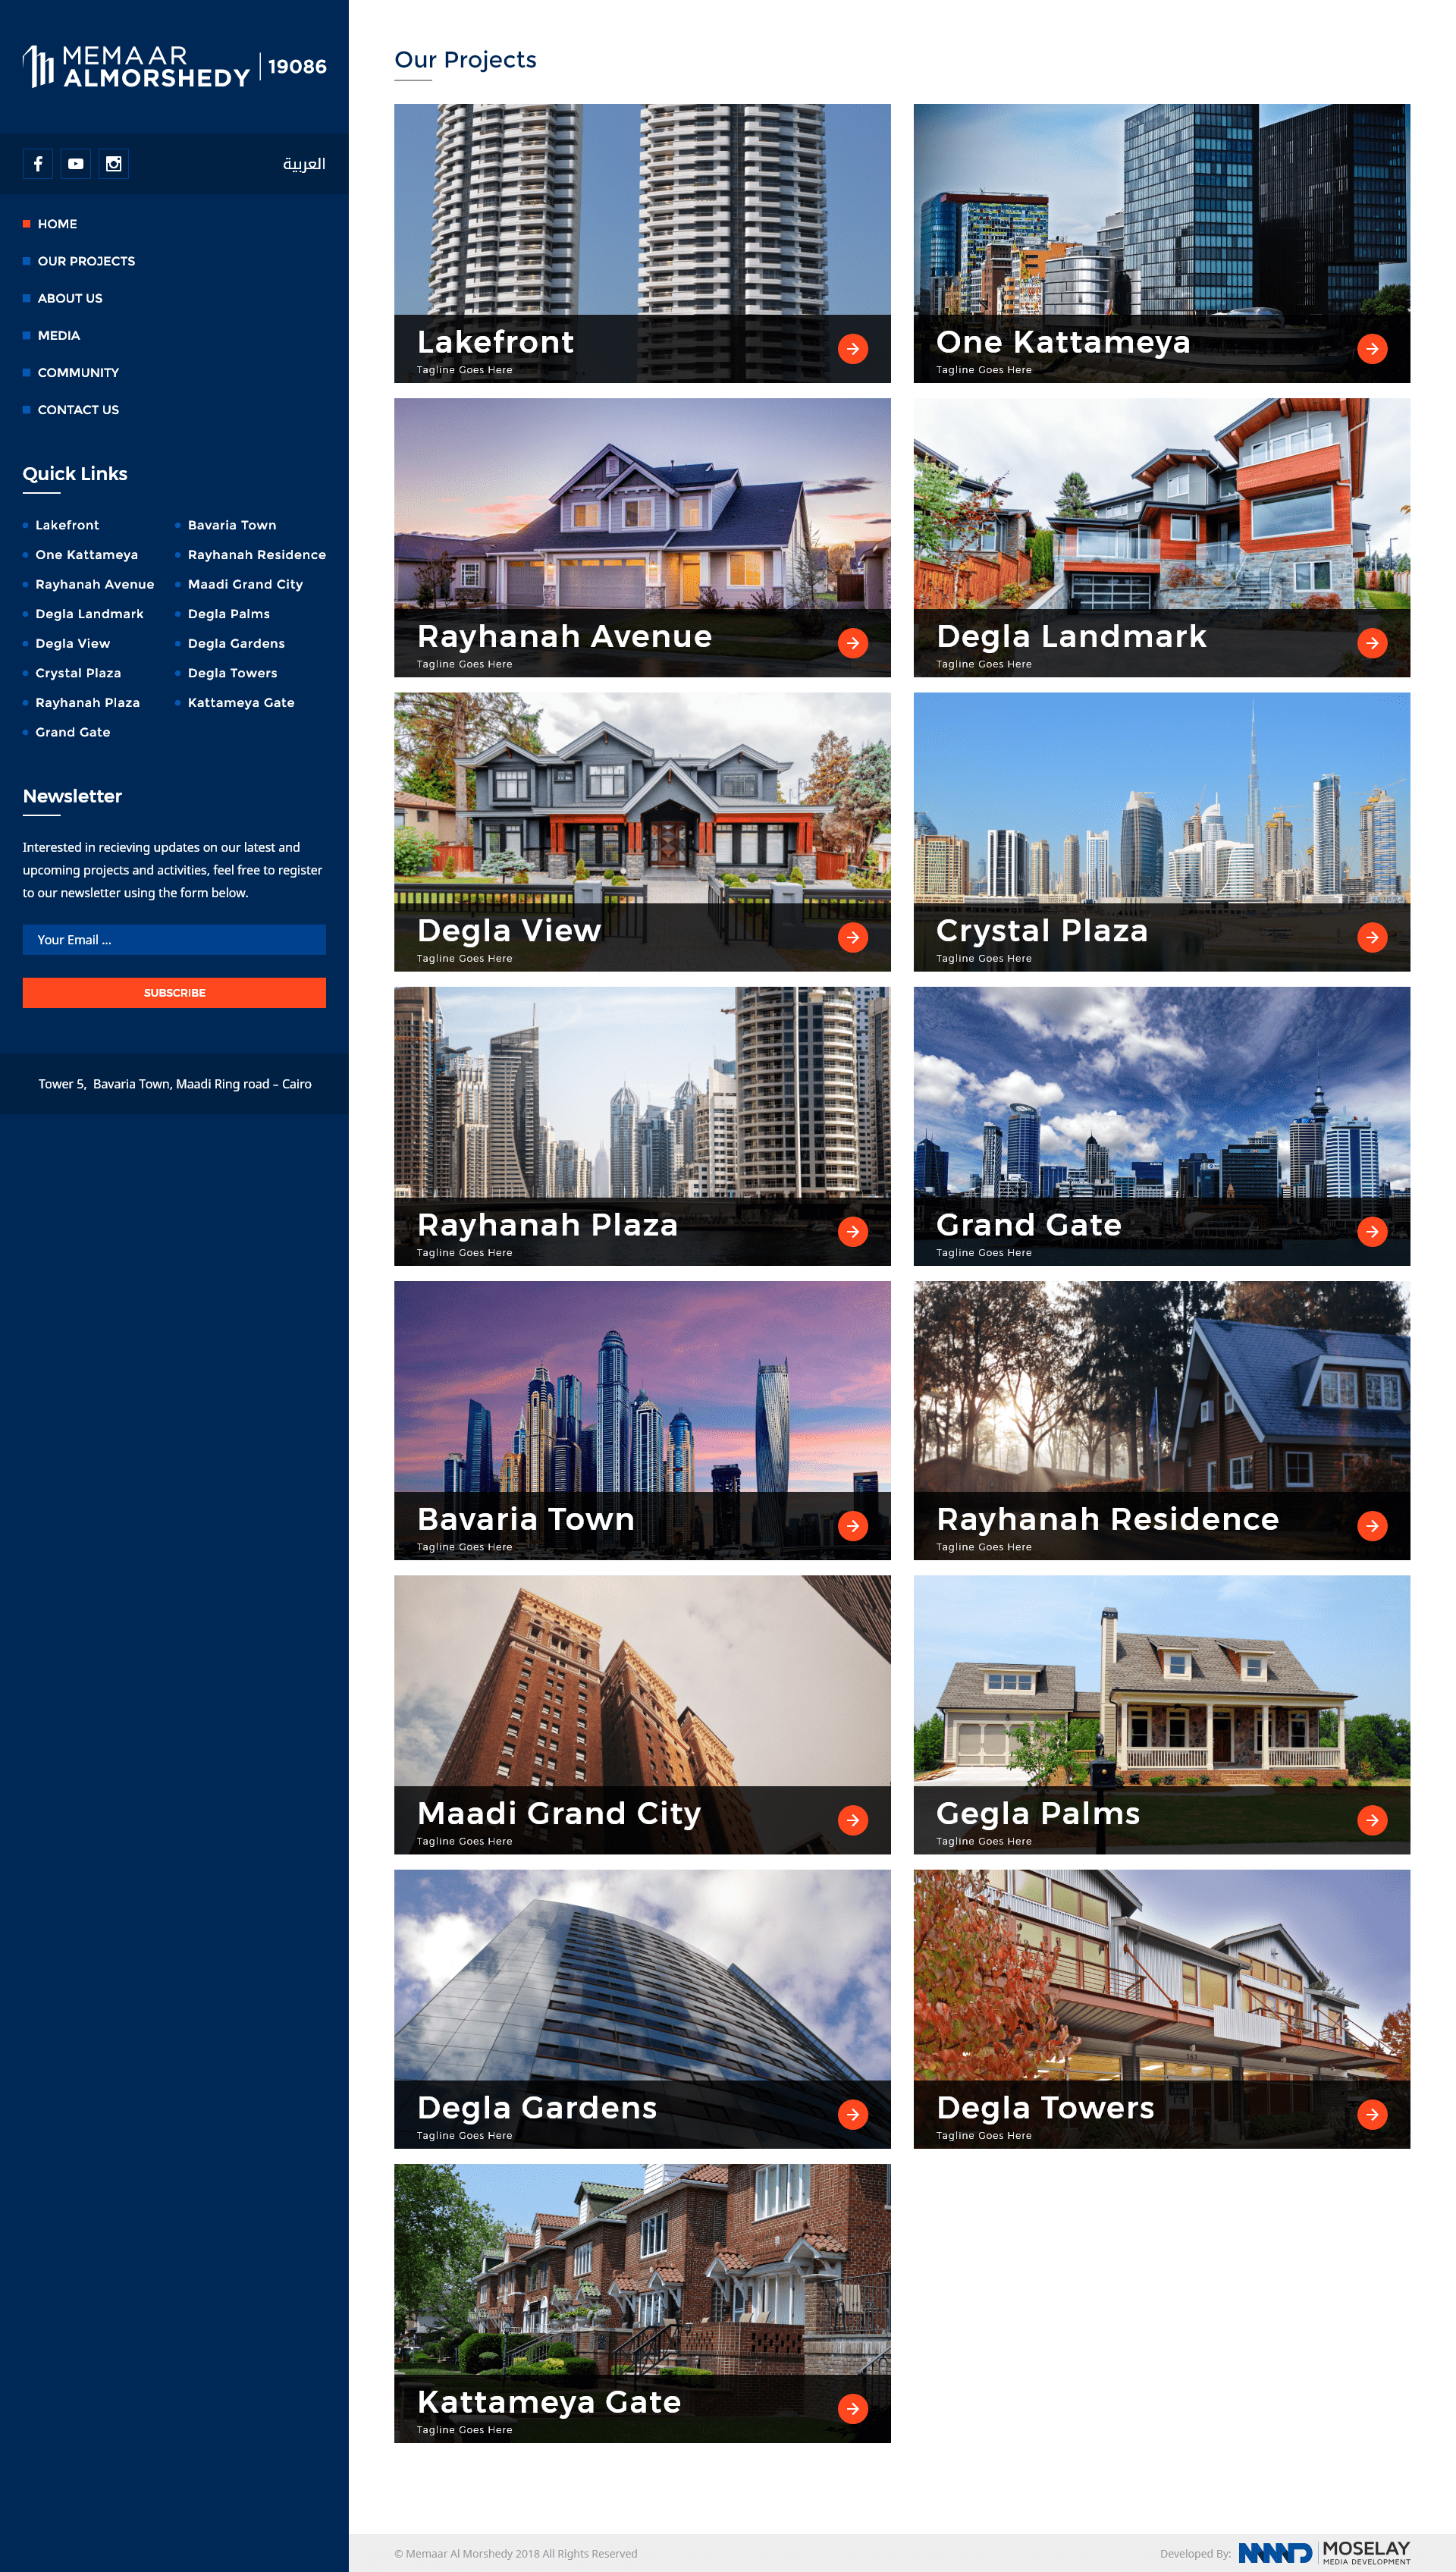 MEMAAR
ALMORSHEDY
19086
العربية
HOME
OUR PROJECTS
ABOUT US
MEDIA
COMMUNITY
CONTACT US
Quick Links
Lakefront
Bavaria Town
One Kattameya
Rayhanah Residence
Rayhanah Avenue
Maadi Grand City
Degla Landmark
Degla Palms
Degla View
Degla Gardens
Crystal Plaza
Degla Towers
Rayhanah Plaza
Kattameya Gate
Grand Gate
Newsletter
Interested in recieving updates on our latest and
upcoming projects and activities, feel free to register
to our newsletter using the form below.
Your Email ...
SUBSCRIBE
Tower 5, Bavaria Town, Maadi Ring road – Cairo
Our Projects
Lakefront
Tagline Goes Here
One Kattameya
Tagline Goes Here
Rayhanah Avenue
Tagline Goes Here
Degla Landmark
Tagline Goes Here
Degla View
Tagline Goes Here
Crystal Plaza
Tagline Goes Here
Rayhanah Plaza
Tagline Goes Here
Grand Gate
Tagline Goes Here
Bavaria Town
Tagline Goes Here
Rayhanah Residence
Tagline Goes Here
Maadi Grand City
Tagline Goes Here
Gegla Palms
Tagline Goes Here
Degla Gardens
Tagline Goes Here
Degla Towers
Tagline Goes Here
Kattameya Gate
Tagline Goes Here
© Memaar Al Morshedy 2018 All Rights Reserved
Developed By:
MOSELAY
MEDIA DEVELOPMENT